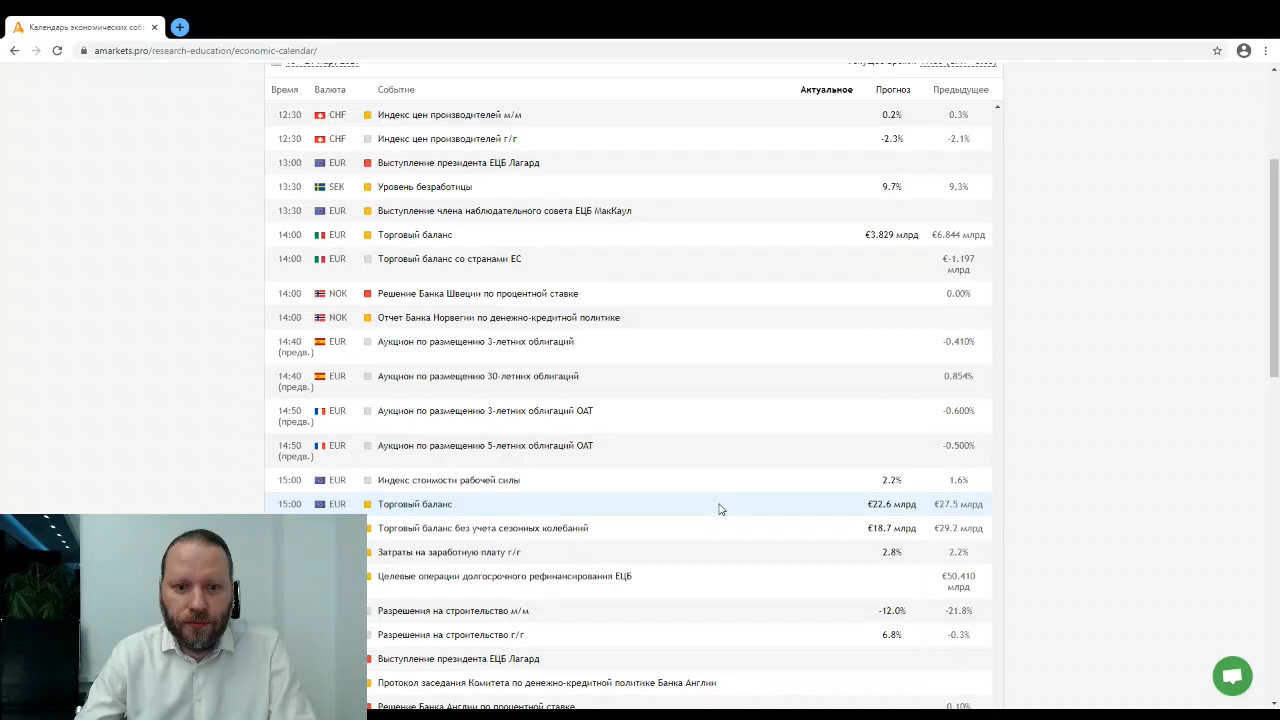 Календарь экономических собы
amarkets.pro/research-education/economic-calendar/
Время Валюта Событие Актуальное Прогноз Предыдущее
12:30 CHF Индекс цен производителей м/м 0.2% 0.3%
12:30 CHF Индекс цен производителей г/г -2.3% -2.1%
13:00 EUR Выступление президента ЕЦБ Лагард
13:30 SEK Уровень безработицы 9.7% 9.3%
13:30 EUR Выступление члена наблюдательного совета ЕЦБ МакКаул
14:00 EUR Торговый баланс €3.829 млрд €6.844 млрд
14:00 EUR Торговый баланс со странами ЕС €-1.197
млрд
14:00 NOK Решение Банка Швеции по процентной ставке 0.00%
14:00 NOK Отчет Банка Норвегии по денежно-кредитной политике
14:40 EUR Аукцион по размещению 3-летних облигаций -0.410%
(предв.)
14:40 EUR Аукцион по размещению 30-летних облигаций 0.854%
(предв.)
14:50 EUR Аукцион по размещению 3-летних облигаций ОАТ -0.600%
(предв.)
14:50 EUR Аукцион по размещению 5-летних облигаций ОАТ -0.500%
(предв.)
15:00 EUR Индекс стоимости рабочей силы 2.2% 1.6%
15:00 EUR Торговый баланс €22.6 млрд €27.5 млрд
Торговый баланс без учета сезонных колебаний €18.7 млрд €29.2 млрд
Затраты на заработную плату г/г 2.8% 2.2%
Целевые операции долгосрочного рефинансирования ЕЦБ €50.410
млрд
Разрешения на строительство м/м -12.0% -21.8%
Разрешения на строительство г/г 6.8% -0.3%
Выступление президента ЕЦБ Лагард
Протокол заседания Комитета по денежно-кредитной политике Банка Англии
Решение Банка Англии по процентной ставке 0.10%